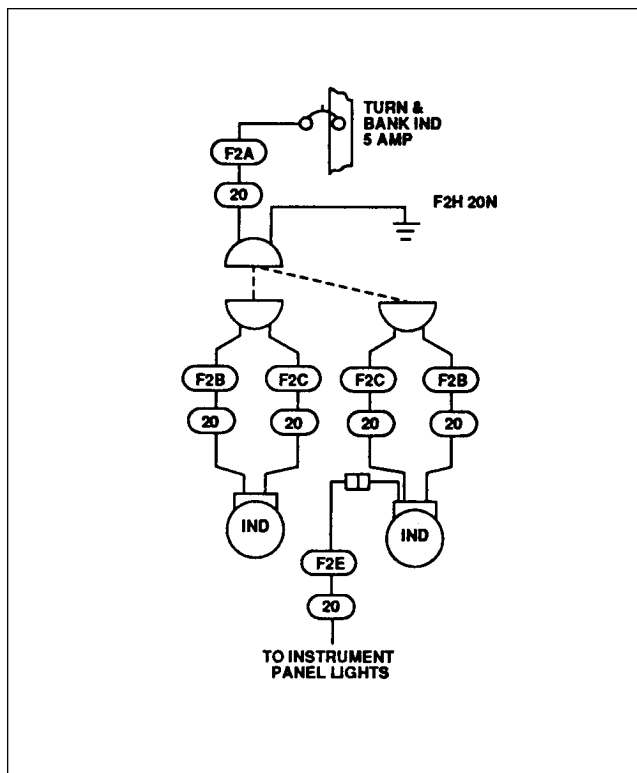 TURN &
BANK IND
5 AMP
F2A
20
F2H 20N
F2B
F2C
F2C
F2B
20
20
20
20
IND
IND
F2E
20
TO INSTRUMENT
PANEL LIGHTS